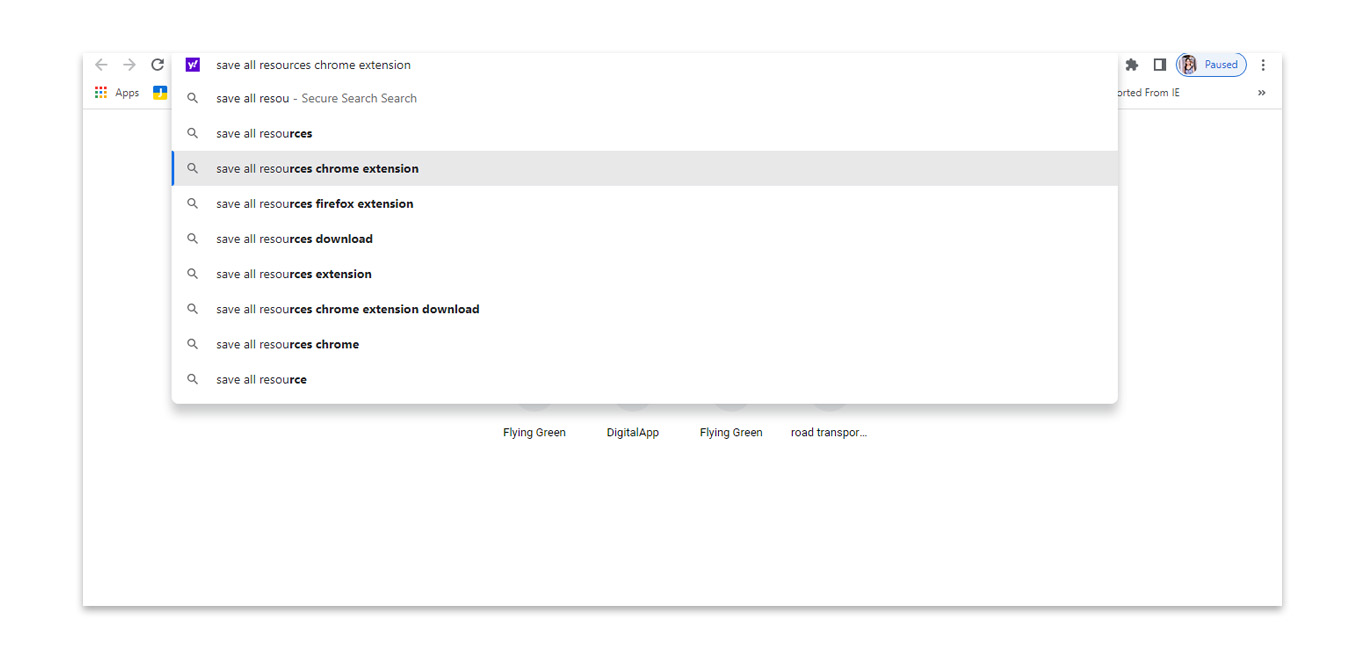 save all resources chrome extension
Paused
Apps
orted From IE
»
save all resou - Secure Search Search
save all resources
save all resources chrome extension
save all resources firefox extension
save all resources download
save all resources extension
save all resources chrome extension download
save all resources chrome
save all resource
Flying Green
DigitalApp
Flying Green
road transpor...